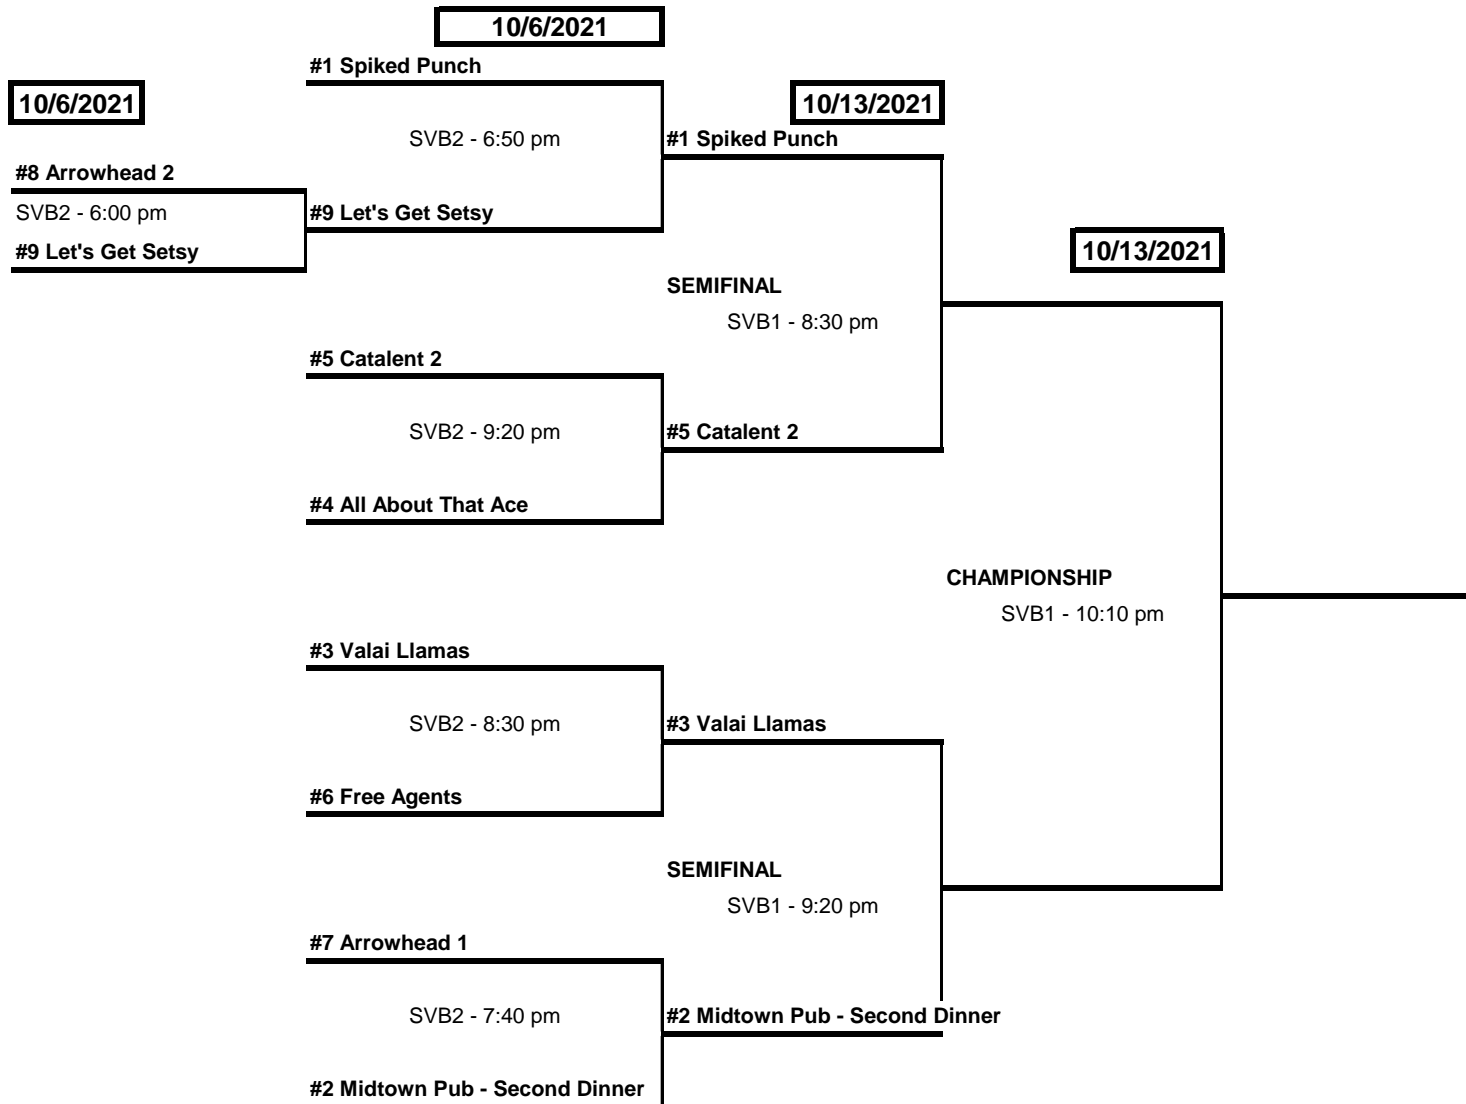 10/6/2021
#1 Spiked Punch
10/6/2021
10/13/2021
SVB2 - 6:50 pm
#1 Spiked Punch
#8 Arrowhead 2
SVB2 - 6:00 pm
#9 Let's Get Setsy
#9 Let's Get Setsy
10/13/2021
SEMIFINAL
SVB1 - 8:30 pm
#5 Catalent 2
SVB2 - 9:20 pm
#5 Catalent 2
#4 All About That Ace
CHAMPIONSHIP
SVB1 - 10:10 pm
#3 Valai Llamas
SVB2 - 8:30 pm
#3 Valai Llamas
#6 Free Agents
SEMIFINAL
SVB1 - 9:20 pm
#7 Arrowhead 1
SVB2 - 7:40 pm
#2 Midtown Pub - Second Dinner
#2 Midtown Pub - Second Dinner